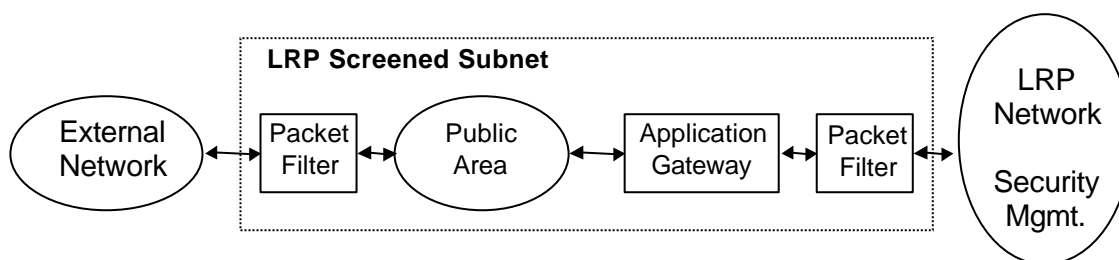 LRP Screened Subnet
External
Network
Packet
Filter
Public
Area
Application
Gateway
Packet
Filter
LRP
Network
Security
Mgmt.